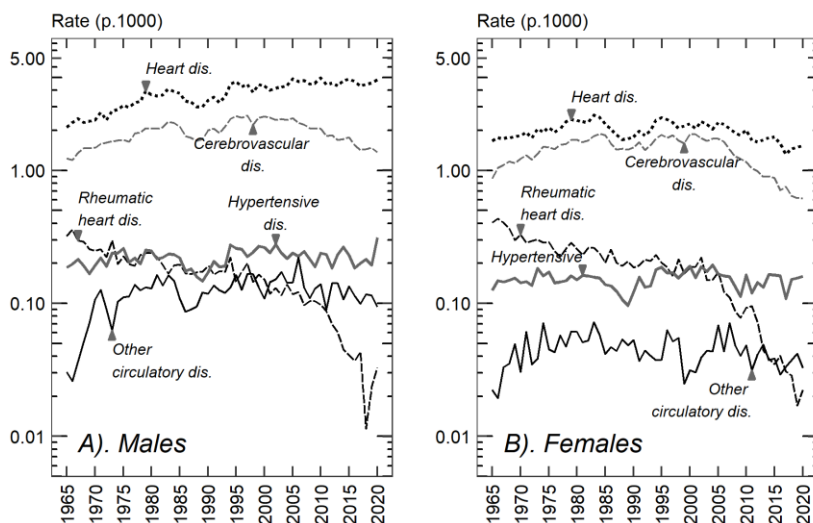 Rate (p.1000)
5.00
1.00
0.10
0.01
Heart dis.
Cerebrovascular
dis.
Rheumatic
heart dis.
Hypertensive
dis.
Other
circulatory dis.
A). Males
1965
1970
1975
1980
1985
1990
1995
2000
2005
2010
2015
2020
Rate (p.1000)
5.00
1.00
0.10
0.01
Heart dis.
Cerebrovascular
dis.
Rheumatic
heart dis.
Hypertensive
Other
circulatory dis.
B). Females
1965
1970
1975
1980
1985
1990
1995
2000
2005
2010
2015
2020